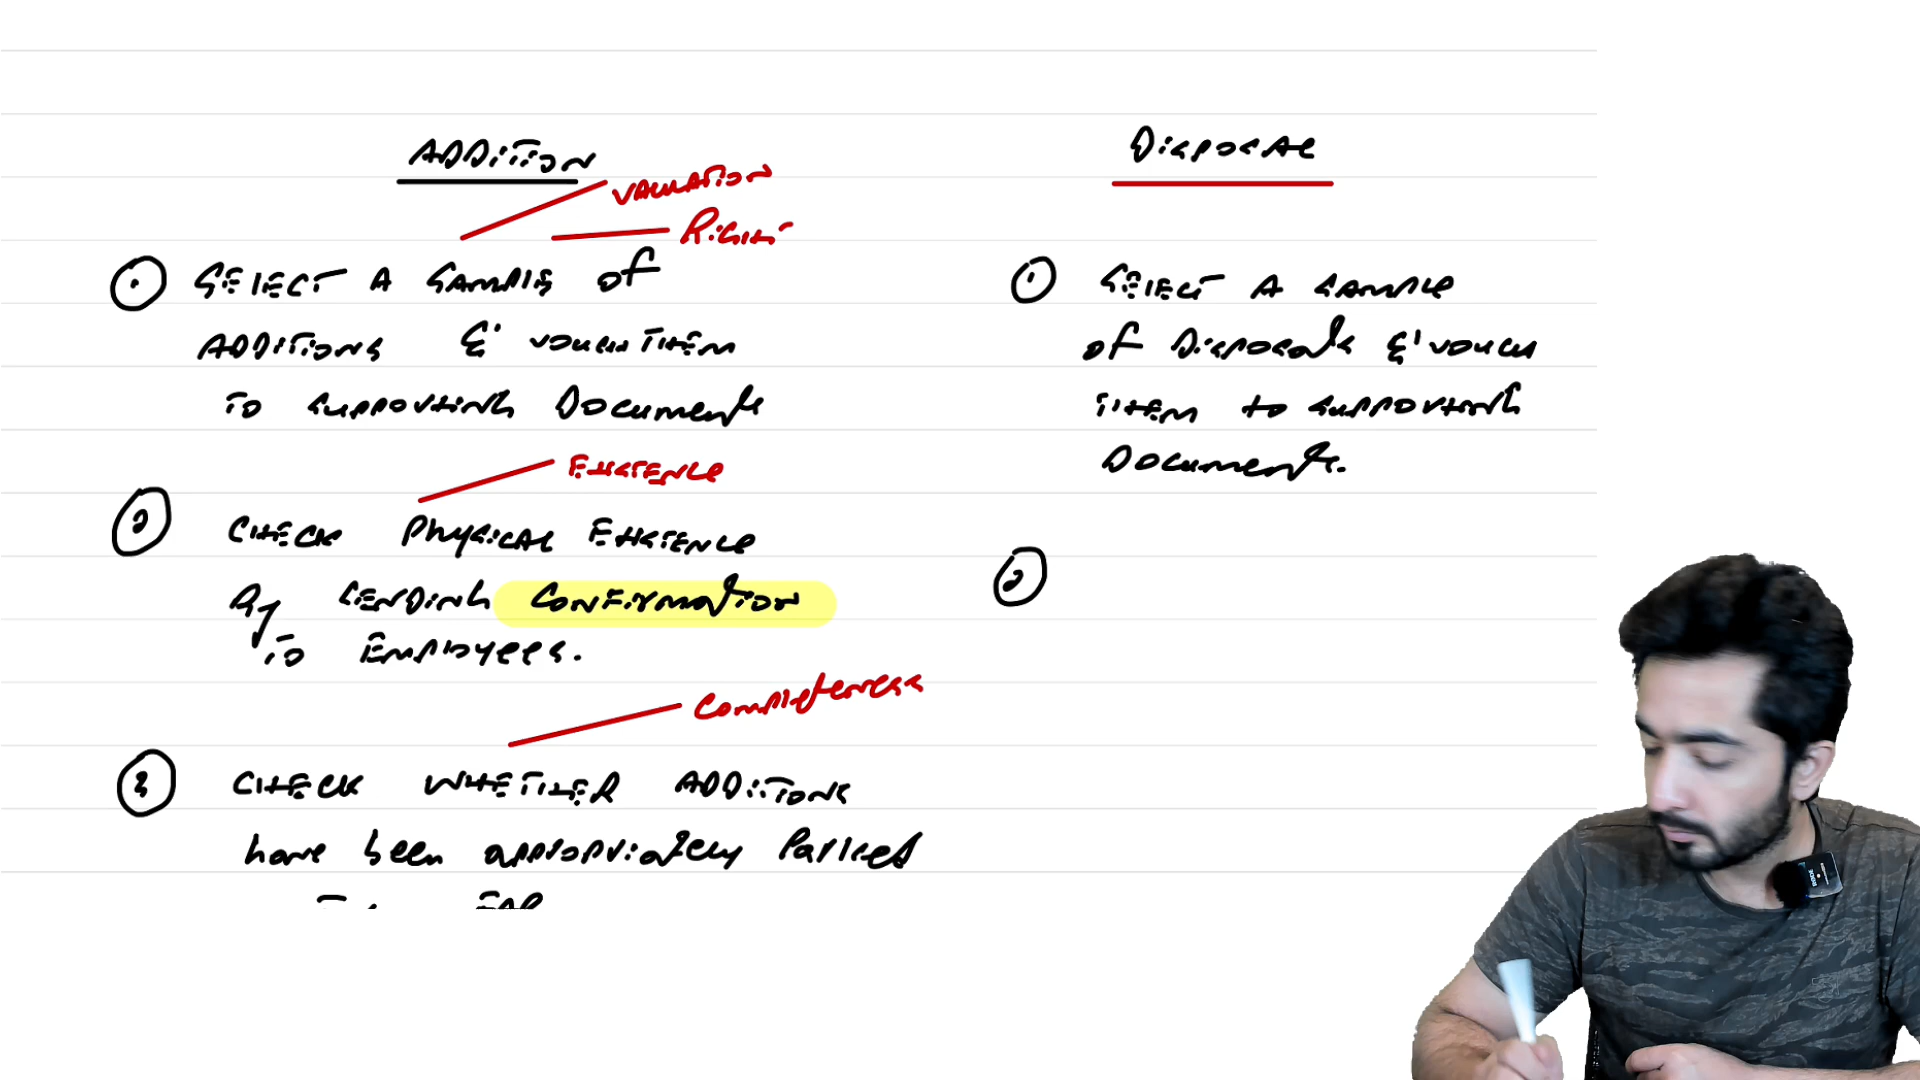 ADDITION
VALUATION
RIGHT
① SELECT A SAMPLE of
ADDITIONS & VOUCH THEM
TO SUPPORTING DOCUMENTS
EXISTENCE
② CHECK PHYSICAL EXISTENCE
By SENDING CONFIRMATION
TO EMPLOYEES.
COMPLETENESS
③ CHECK WHETHER ADDITIONS
have been appropriately
DISPOSAL
① SELECT A SAMPLE
of DISPOSALS & VOUCH
THEM to SUPPORTING
DOCUMENTS.
②